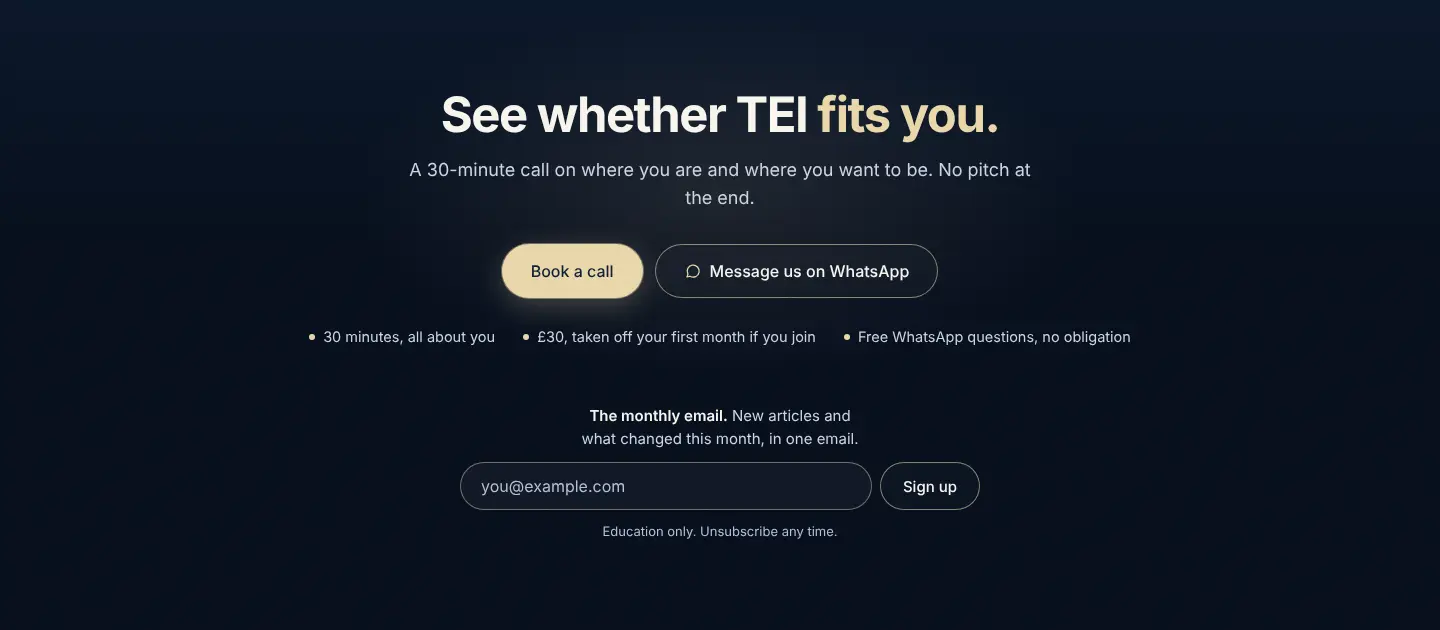 See whether TEI fits you.
A 30-minute call on where you are and where you want to be. No pitch at
the end.
Book a call
Message us on WhatsApp
30 minutes, all about you
£30, taken off your first month if you join
Free WhatsApp questions, no obligation
The monthly email. New articles and
what changed this month, in one email.
you@example.com
Sign up
Education only. Unsubscribe any time.